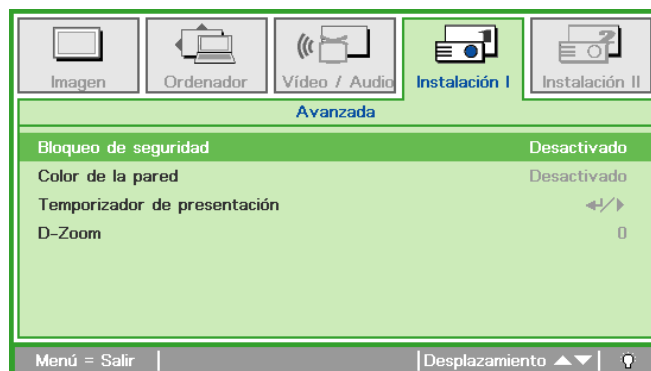 Imagen
Ordenador
Vídeo / Audio
Instalación I
Instalación II
Avanzada
Bloqueo de seguridad Desactivado
Color de la pared Desactivado
Temporizador de presentación
D-Zoom 0
Menú = Salir
Desplazamiento